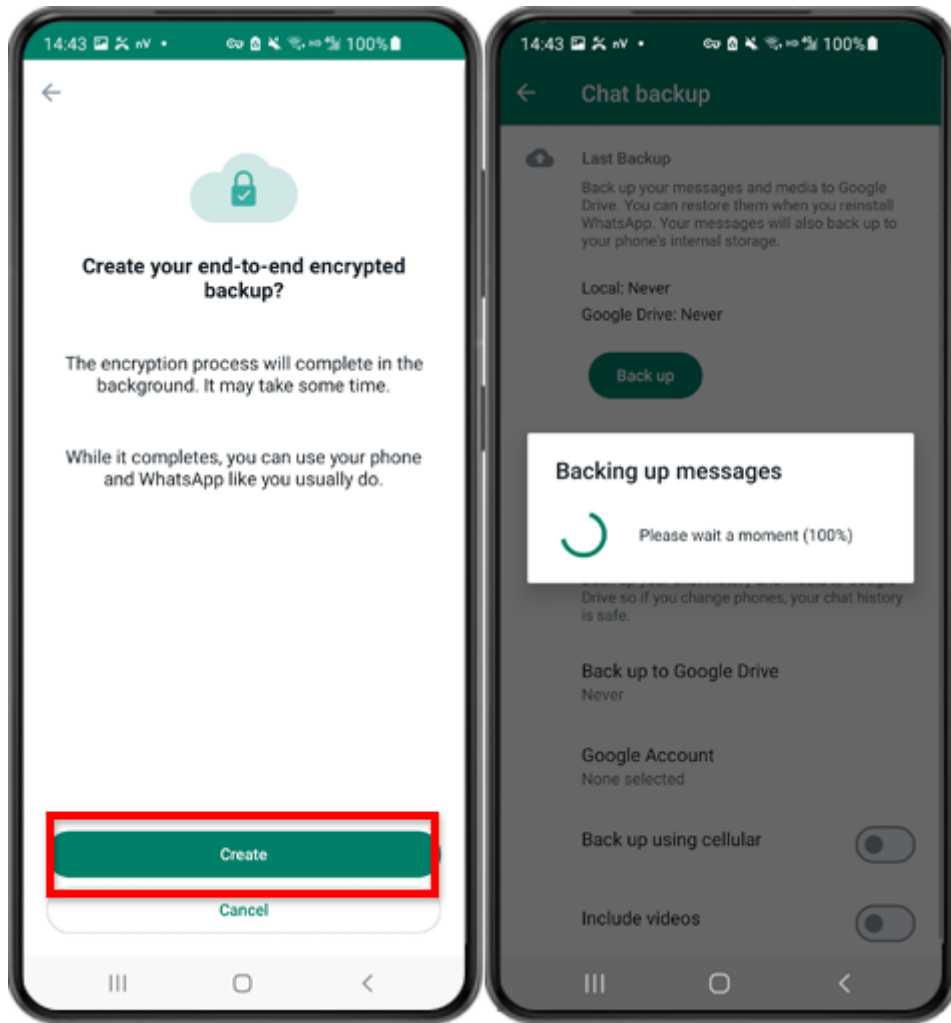 14:43
100%
Create your end-to-end encrypted
backup?
The encryption process will complete in the
background. It may take some time.
While it completes, you can use your phone
and WhatsApp like you usually do.
Create
Cancel
14:43
100%
Chat backup
Last Backup
Back up your messages and media to Google
Drive. You can restore them when you reinstall
WhatsApp. Your messages will also back up to
your phone's internal storage.
Local: Never
Google Drive: Never
Back up
Backing up messages
Please wait a moment (100%)
Drive so if you change phones, your chat history
is safe.
Back up to Google Drive
Never
Google Account
None selected
Back up using cellular
Include videos